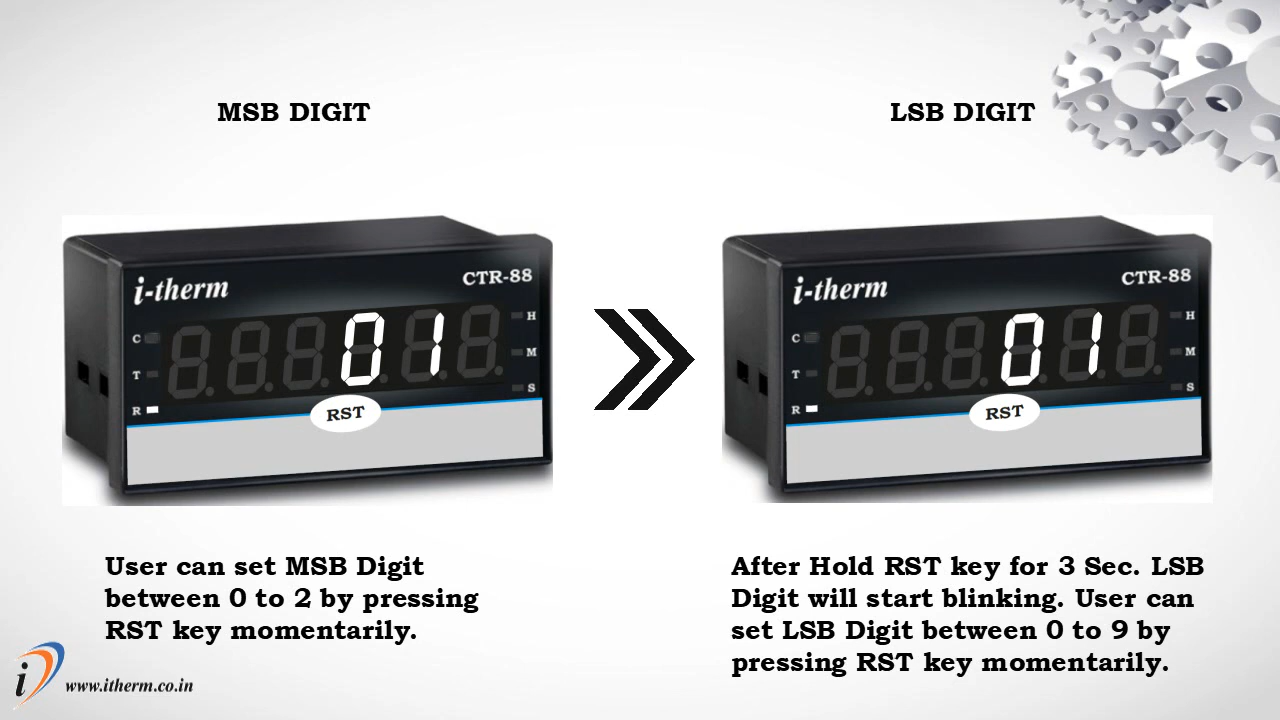 MSB DIGIT
LSB DIGIT
i-therm
CTR-88
C
T
R
01
H
M
S
RST
i-therm
CTR-88
C
T
R
01
H
M
S
RST
User can set MSB Digit
between 0 to 2 by pressing
RST key momentarily.
After Hold RST key for 3 Sec. LSB
Digit will start blinking. User can
set LSB Digit between 0 to 9 by
pressing RST key momentarily.
i
www.itherm.co.in